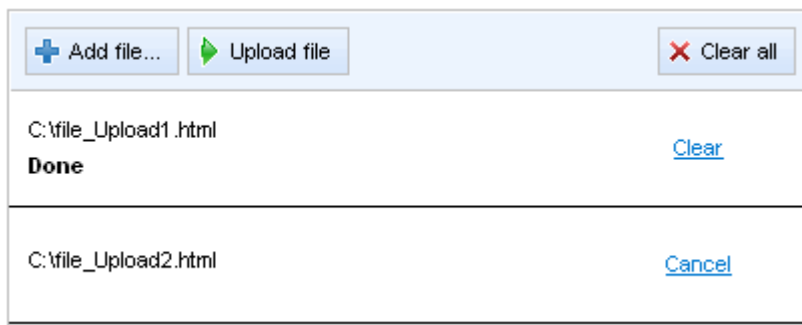 Add file... Upload file Clear all
C:\file_Upload1.html
Clear
Done
C:\file_Upload2.html
Cancel